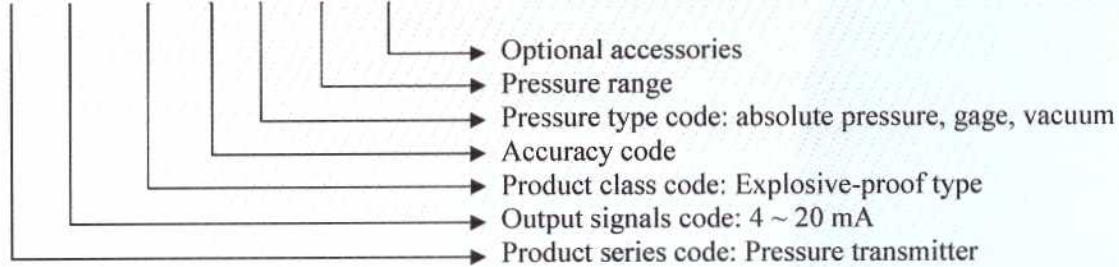 Optional accessories
Pressure range
Pressure type code: absolute pressure, gage, vacuum
Accuracy code
Product class code: Explosive-proof type
Output signals code: 4 ~ 20 mA
Product series code: Pressure transmitter